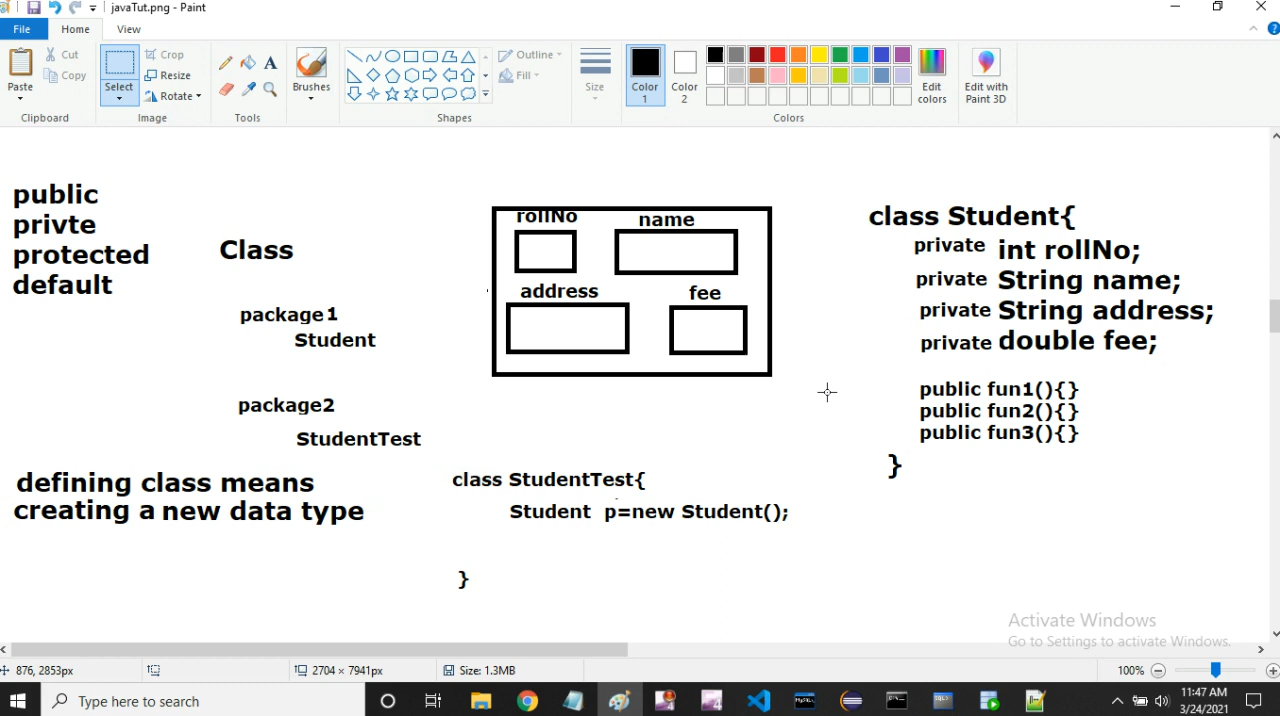 javaTut.png - Paint
File
Home
View
Paste
Cut
Copy
Clipboard
Select
Crop
Resize
Rotate
Image
Tools
Brushes
Shapes
Outline
Fill
Size
Color 1
Color 2
Edit colors
Colors
Edit with Paint 3D
public
privte
protected
default
Class
package1
Student
package2
StudentTest
defining class means
creating a new data type
rollNo
name
address
fee
class StudentTest{
Student p=new Student();
}
class Student{
private int rollNo;
private String name;
private String address;
private double fee;
public fun1(){}
public fun2(){}
public fun3(){}
}
Activate Windows
Go to Settings to activate Windows.
876, 2853px
2704 × 7941px
Size: 1.3MB
100%
Type here to search
11:47 AM
3/24/2021